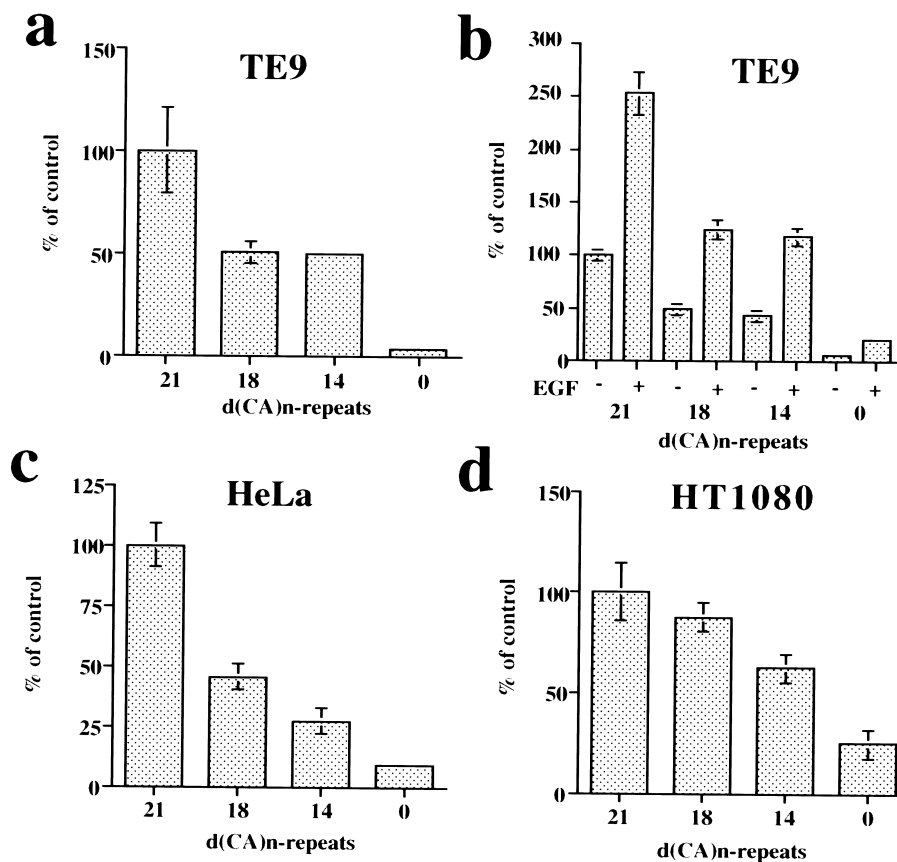 a
TE9
% of control
150
100
50
0
21 18 14 0
d(CA)n-repeats
b
TE9
% of control
300
250
200
150
100
50
0
EGF - + - + - + - +
21 18 14 0
d(CA)n-repeats
c
HeLa
% of control
125
100
75
50
25
0
21 18 14 0
d(CA)n-repeats
d
HT1080
% of control
150
100
50
0
21 18 14 0
d(CA)n-repeats